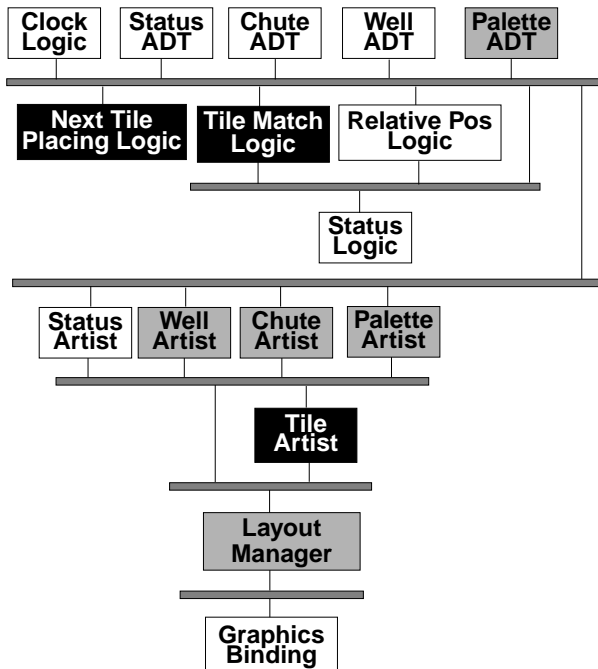 Clock
Logic
Status
ADT
Chute
ADT
Well
ADT
Palette
ADT
Next Tile
Placing Logic
Tile Match
Logic
Relative Pos
Logic
Status
Logic
Status
Artist
Well
Artist
Chute
Artist
Palette
Artist
Tile
Artist
Layout
Manager
Graphics
Binding